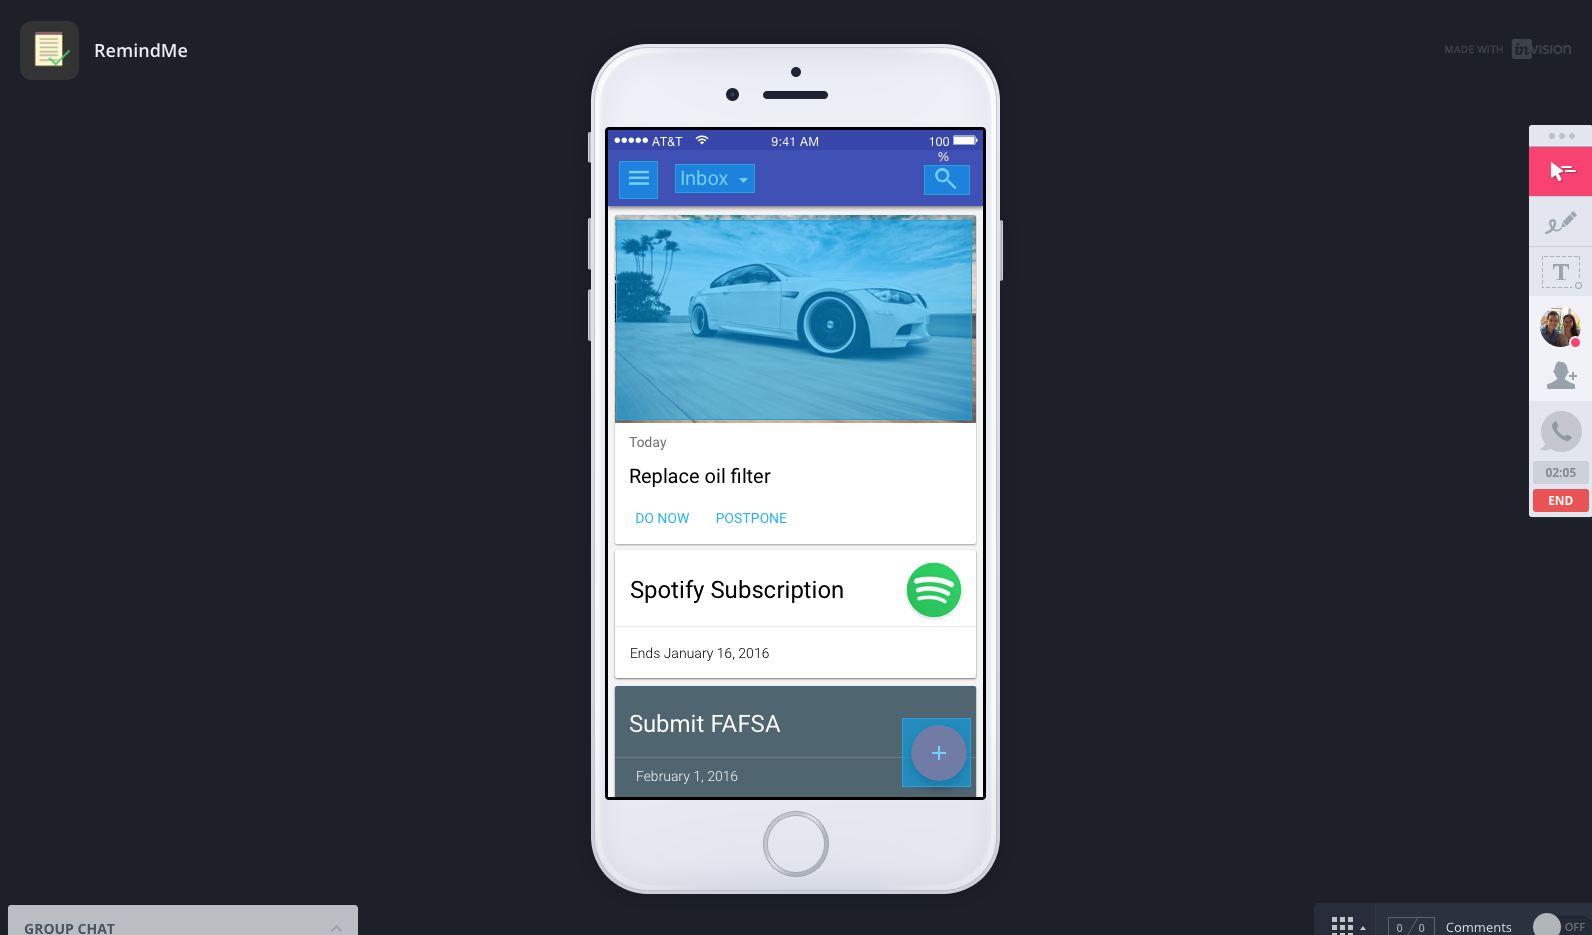 RemindMe
MADE WITH inVISION
AT&T 9:41 AM 100
%
Inbox
Today
Replace oil filter
DO NOW POSTPONE
Spotify Subscription
Ends January 16, 2016
Submit FAFSA
+
February 1, 2016
T
02:05
END
GROUP CHAT
0/0 Comments OFF